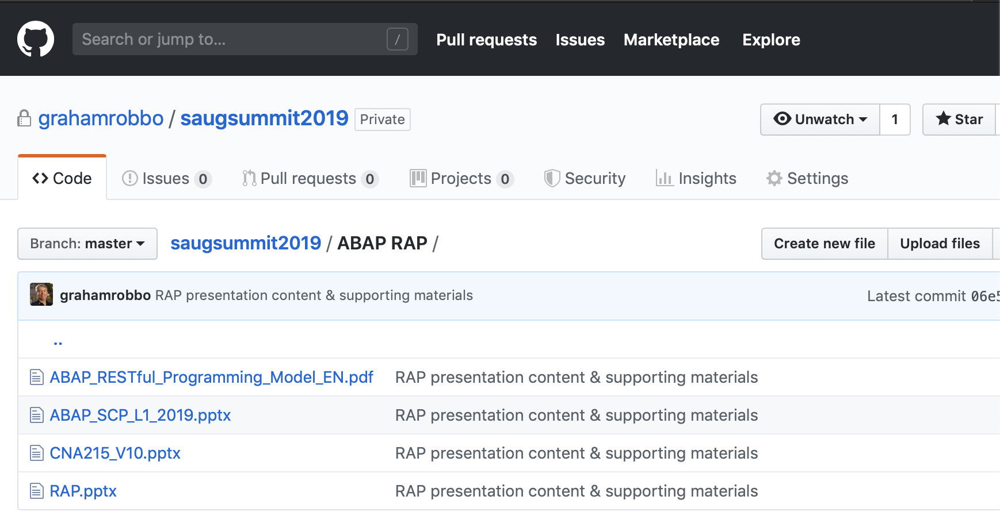 Search or jump to... / Pull requests Issues Marketplace Explore
grahamrobbo / saugsummit2019 Private Unwatch 1 Star
Code Issues 0 Pull requests 0 Projects 0 Security Insights Settings
Branch: master saugsummit2019 / ABAP RAP / Create new file Upload files
grahamrobbo RAP presentation content & supporting materials Latest commit 06e5
..
ABAP_RESTful_Programming_Model_EN.pdf RAP presentation content & supporting materials
ABAP_SCP_L1_2019.pptx RAP presentation content & supporting materials
CNA215_V10.pptx RAP presentation content & supporting materials
RAP.pptx RAP presentation content & supporting materials